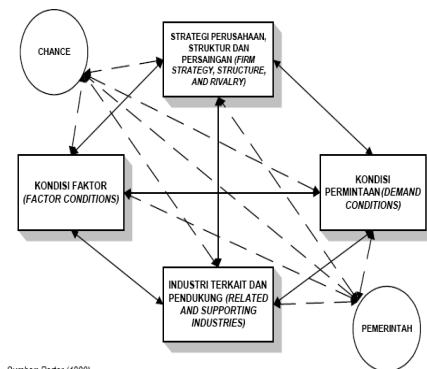 CHANCE
STRATEGI PERUSAHAAN,
STRUKTUR DAN
PERSAINGAN (FIRM
STRATEGY, STRUCTURE,
AND RIVALRY)
KONDISI FAKTOR
(FACTOR CONDITIONS)
KONDISI
PERMINTAAN(DEMAND
CONDITIONS)
INDUSTRI TERKAIT DAN
PENDUKUNG (RELATED
AND SUPPORTING
INDUSTRIES)
PEMERINTAH